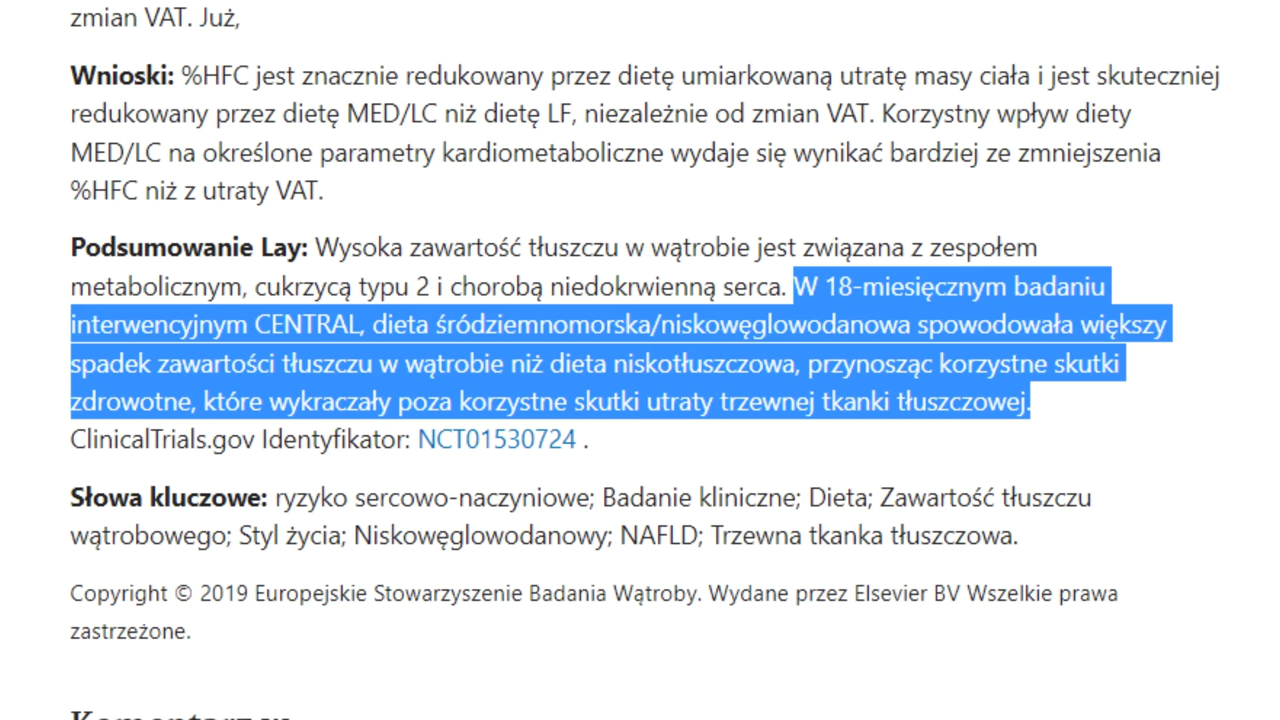 zmian VAT. Już,
Wnioski: %HFC jest znacznie redukowany przez dietę umiarkowaną utratę masy ciała i jest skuteczniej
redukowany przez dietę MED/LC niż dietę LF, niezależnie od zmian VAT. Korzystny wpływ diety
MED/LC na określone parametry kardiometaboliczne wydaje się wynikać bardziej ze zmniejszenia
%HFC niż z utraty VAT.
Podsumowanie Lay: Wysoka zawartość tłuszczu w wątrobie jest związana z zespołem
metabolicznym, cukrzycą typu 2 i chorobą niedokrwienną serca. W 18-miesięcznym badaniu
interwencyjnym CENTRAL, dieta śródziemnomorska/niskowęglowodanowa spowodowała większy
spadek zawartości tłuszczu w wątrobie niż dieta niskotłuszczowa, przynosząc korzystne skutki
zdrowotne, które wykraczały poza korzystne skutki utraty trzewnej tkanki tłuszczowej.
ClinicalTrials.gov Identyfikator: NCT01530724 .
Słowa kluczowe: ryzyko sercowo-naczyniowe; Badanie kliniczne; Dieta; Zawartość tłuszczu
wątrobowego; Styl życia; Niskowęglowodanowy; NAFLD; Trzewna tkanka tłuszczowa.
Copyright © 2019 Europejskie Stowarzyszenie Badania Wątroby. Wydane przez Elsevier BV Wszelkie prawa
zastrzeżone.